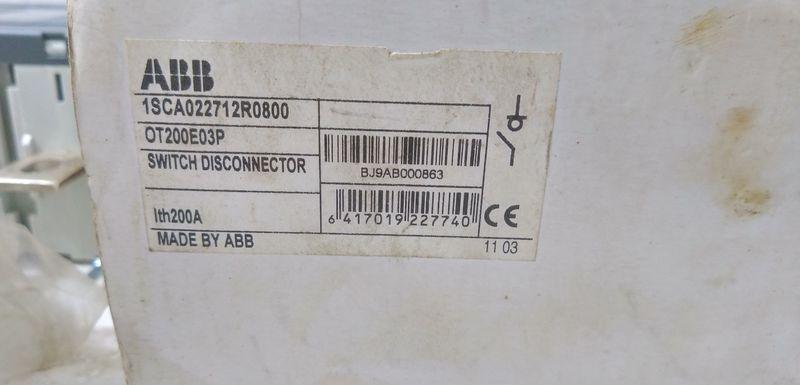 ABB
1SCA022712R0800
OT200E03P
SWITCH DISCONNECTOR
BJ9AB000863
Ith200A
6 417019 227740
CE
MADE BY ABB
11 03